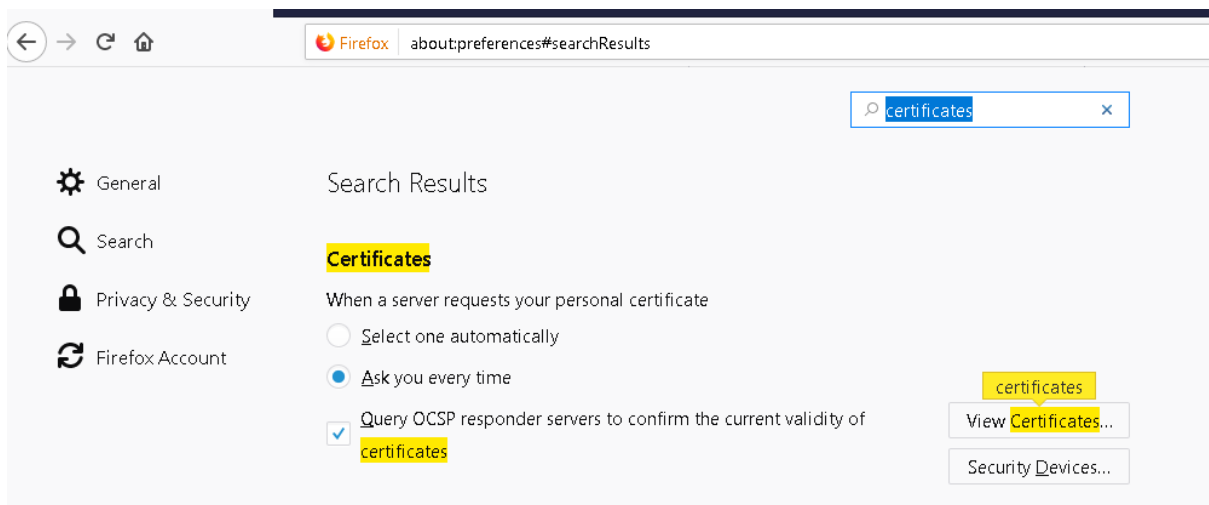 Firefox about:preferences#searchResults
certificates
General
Search
Privacy & Security
Firefox Account
Search Results
Certificates
When a server requests your personal certificate
Select one automatically
Ask you every time
Query OCSP responder servers to confirm the current validity of
certificates
certificates
View Certificates...
Security Devices...